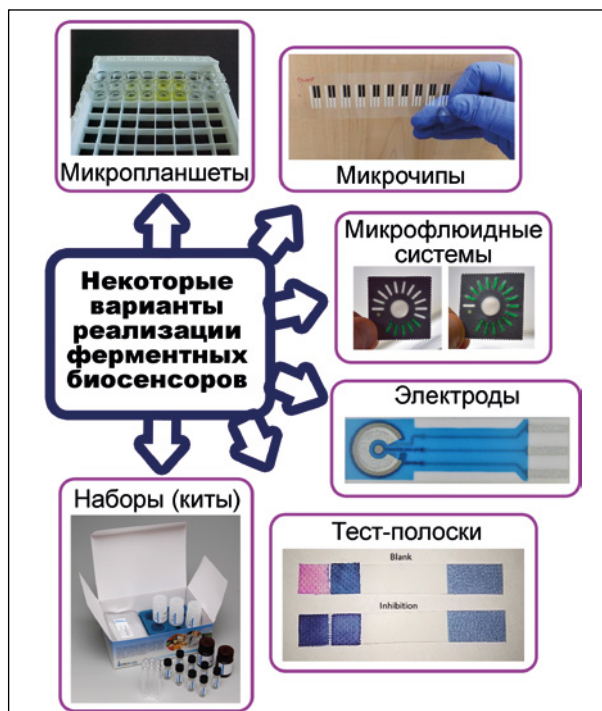 Микропланшеты
Микрочипы
Микрофлюидные
системы
Некоторые
варианты
реализации
ферментных
биосенсоров
Электроды
Наборы (киты)
Тест-полоски
Blank
Inhibition